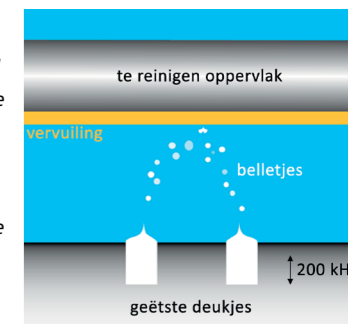 te reinigen oppervlak
e
vervuiling
belletjes
e
200 kH
geëtste deukjes